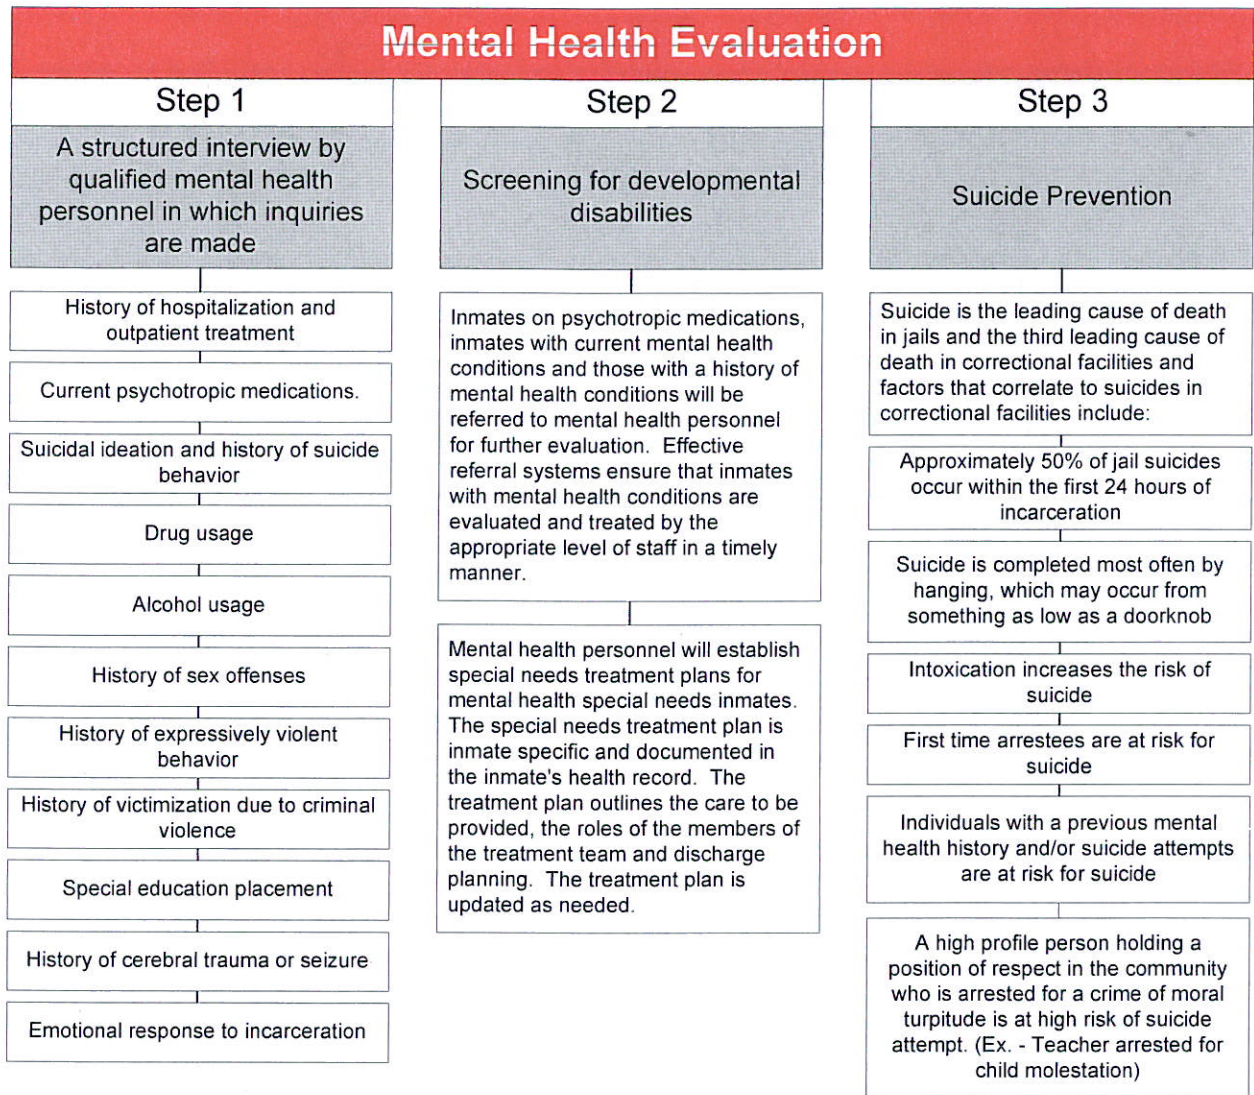 Mental Health Evaluation
Step 1
A structured interview by
qualified mental health
personnel in which inquiries
are made
History of hospitalization and
outpatient treatment
Current psychotropic medications.
Suicidal ideation and history of suicide
behavior
Drug usage
Alcohol usage
History of sex offenses
History of expressively violent
behavior
History of victimization due to criminal
violence
Special education placement
History of cerebral trauma or seizure
Emotional response to incarceration
Step 2
Screening for developmental
disabilities
Inmates on psychotropic medications,
inmates with current mental health
conditions and those with a history of
mental health conditions will be
referred to mental health personnel
for further evaluation.  Effective
referral systems ensure that inmates
with mental health conditions are
evaluated and treated by the
appropriate level of staff in a timely
manner.
Mental health personnel will establish
special needs treatment plans for
mental health special needs inmates.
The special needs treatment plan is
inmate specific and documented in
the inmate's health record.  The
treatment plan outlines the care to be
provided, the roles of the members of
the treatment team and discharge
planning.  The treatment plan is
updated as needed.
Step 3
Suicide Prevention
Suicide is the leading cause of death
in jails and the third leading cause of
death in correctional facilities and
factors that correlate to suicides in
correctional facilities include:
Approximately 50% of jail suicides
occur within the first 24 hours of
incarceration
Suicide is completed most often by
hanging, which may occur from
something as low as a doorknob
Intoxication increases the risk of
suicide
First time arrestees are at risk for
suicide
Individuals with a previous mental
health history and/or suicide attempts
are at risk for suicide
A high profile person holding a
position of respect in the community
who is arrested for a crime of moral
turpitude is at high risk of suicide
attempt. (Ex. - Teacher arrested for
child molestation)